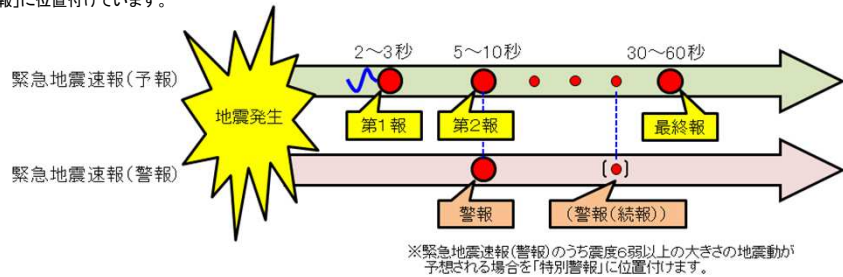 報」に位置付けています。
2～3秒
5～10秒
30～60秒
緊急地震速報(予報)
地震発生
第1報
第2報
最終報
緊急地震速報(警報)
警報
(警報(続報))
※緊急地震速報(警報)のうち震度6弱以上の大きさの地震動が
予想される場合を「特別警報」に位置付けます。